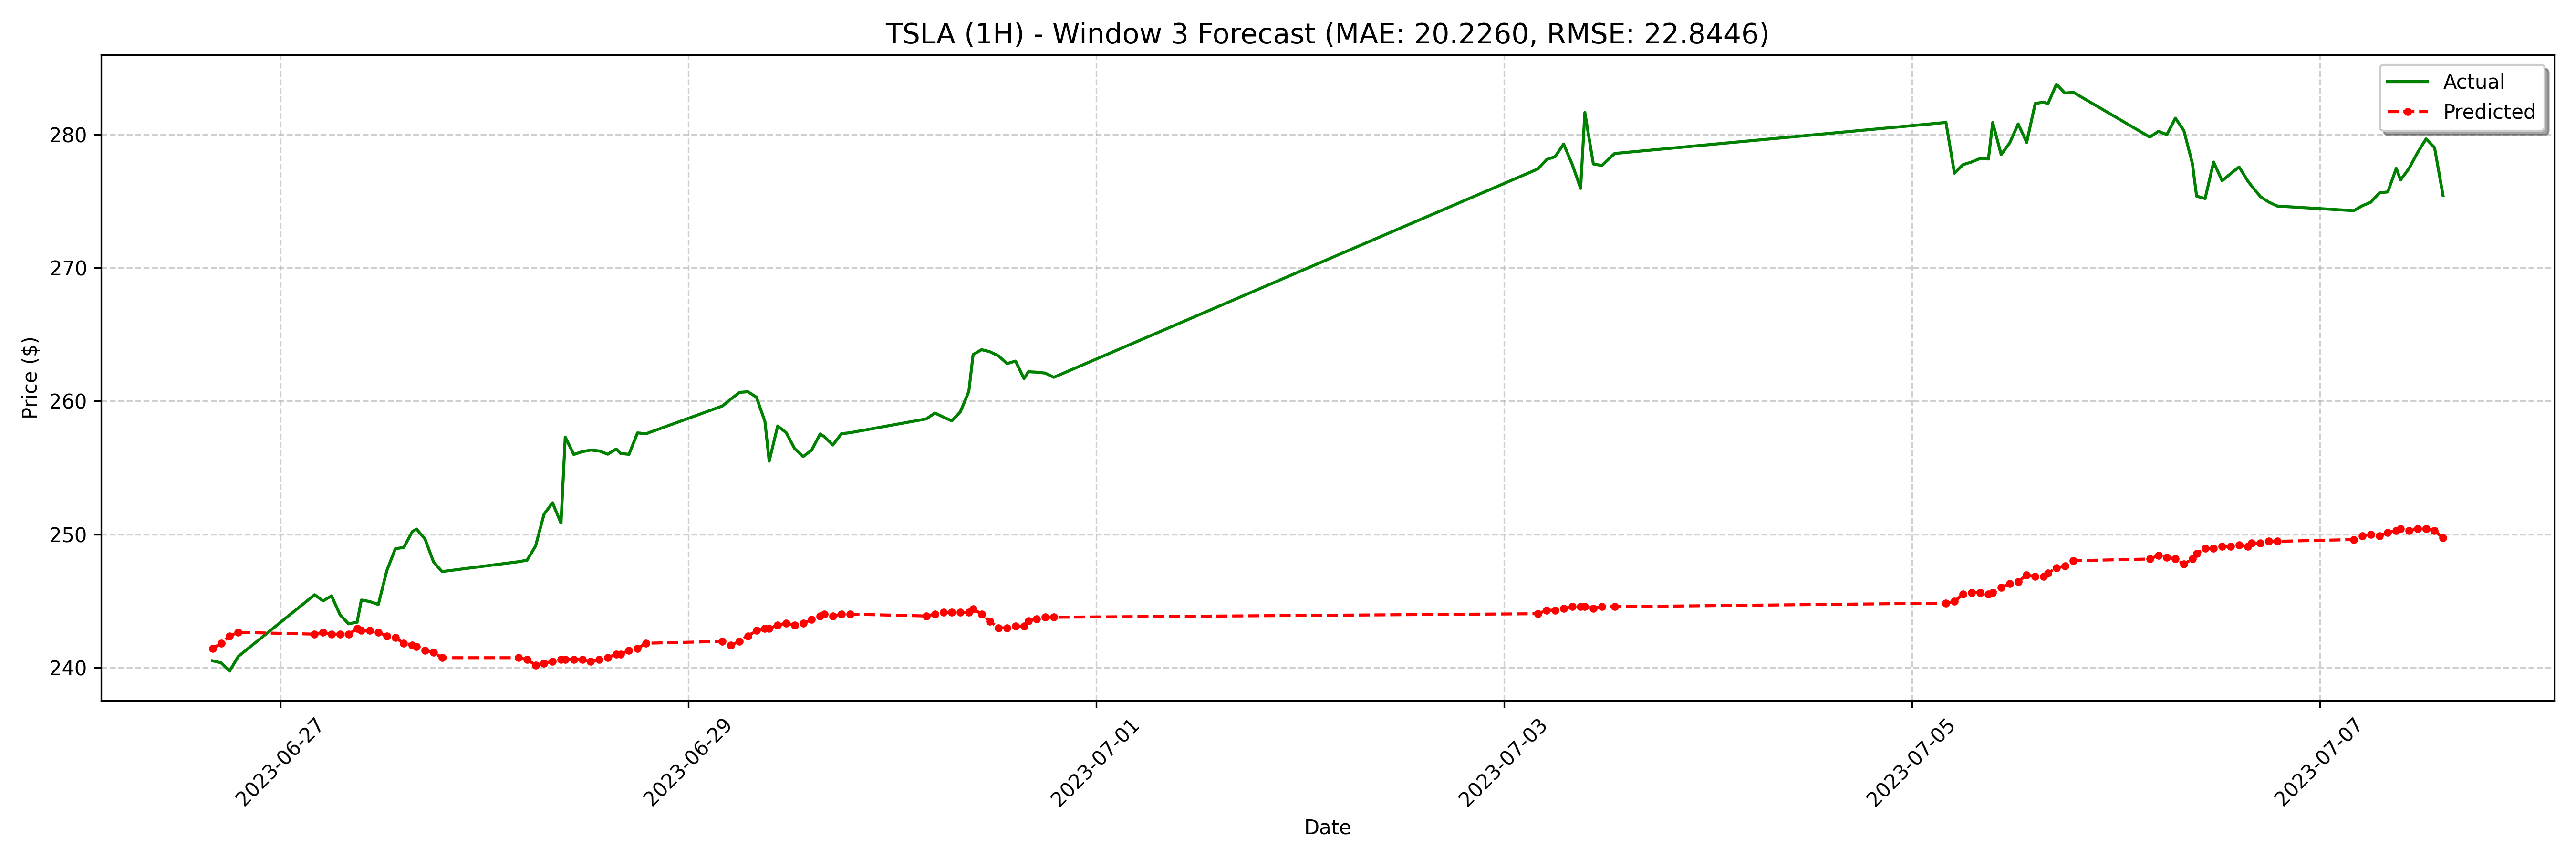 TSLA (1H) - Window 3 Forecast (MAE: 20.2260, RMSE: 22.8446)
Actual
Predicted
Price ($)
280
270
260
250
240
2023-06-27
2023-06-29
2023-07-01
2023-07-03
2023-07-05
2023-07-07
Date